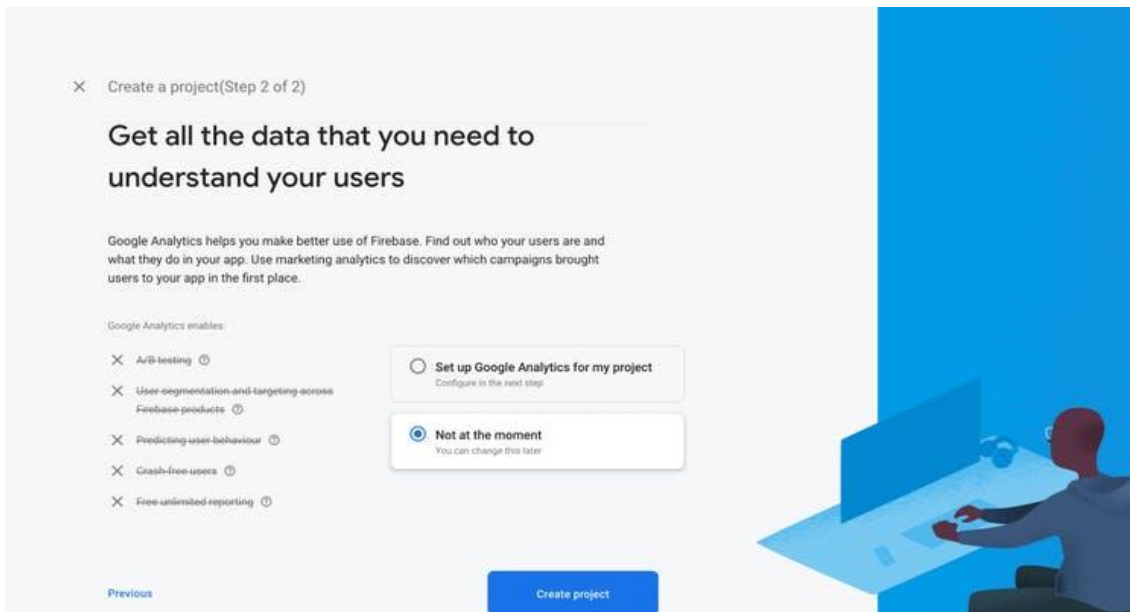 Create a project(Step 2 of 2)
Get all the data that you need to
understand your users
Google Analytics helps you make better use of Firebase. Find out who your users are and
what they do in your app. Use marketing analytics to discover which campaigns brought
users to your app in the first place.
Google Analytics enables:
A/B testing
User segmentation and targeting across
Firebase products
Predicting user behaviour
Crash-free users
Free unlimited reporting
Set up Google Analytics for my project
Configure in the next step
Not at the moment
You can change this later
Previous
Create project